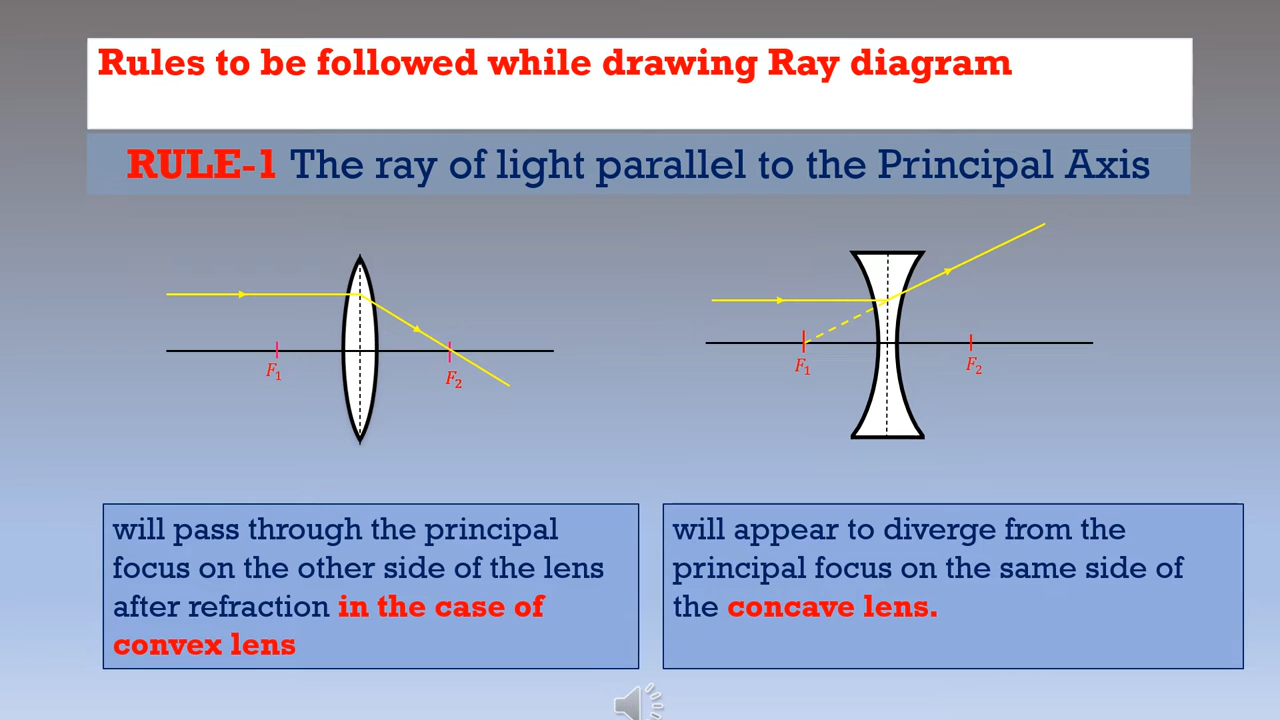 Rules to be followed while drawing Ray diagram
RULE-1 The ray of light parallel to the Principal Axis
F₁
F₂
F₁
F₂
will pass through the principal
focus on the other side of the lens
after refraction in the case of
convex lens
will appear to diverge from the
principal focus on the same side of
the concave lens.